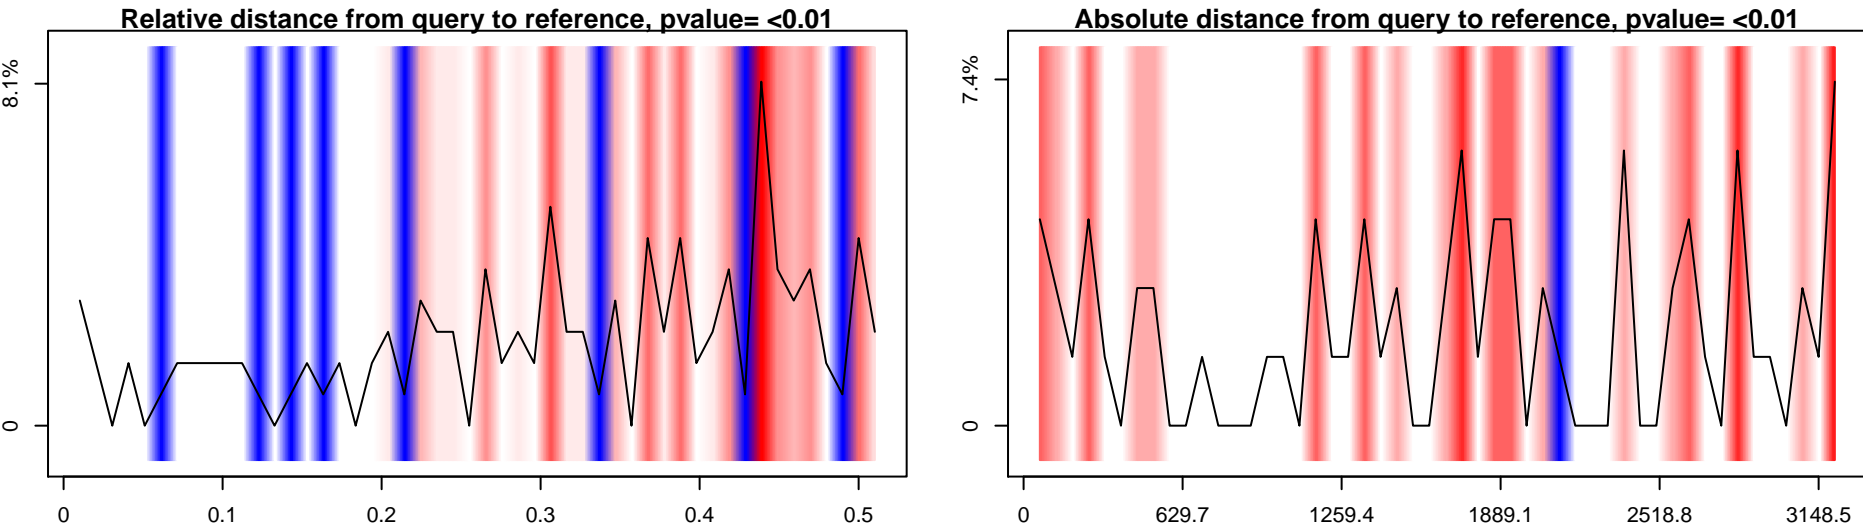 Relative distance from query to reference, pvalue= <0.01
8.1%
0
0 0.1 0.2 0.3 0.4 0.5
Absolute distance from query to reference, pvalue= <0.01
7.4%
0
0 629.7 1259.4 1889.1 2518.8 3148.5